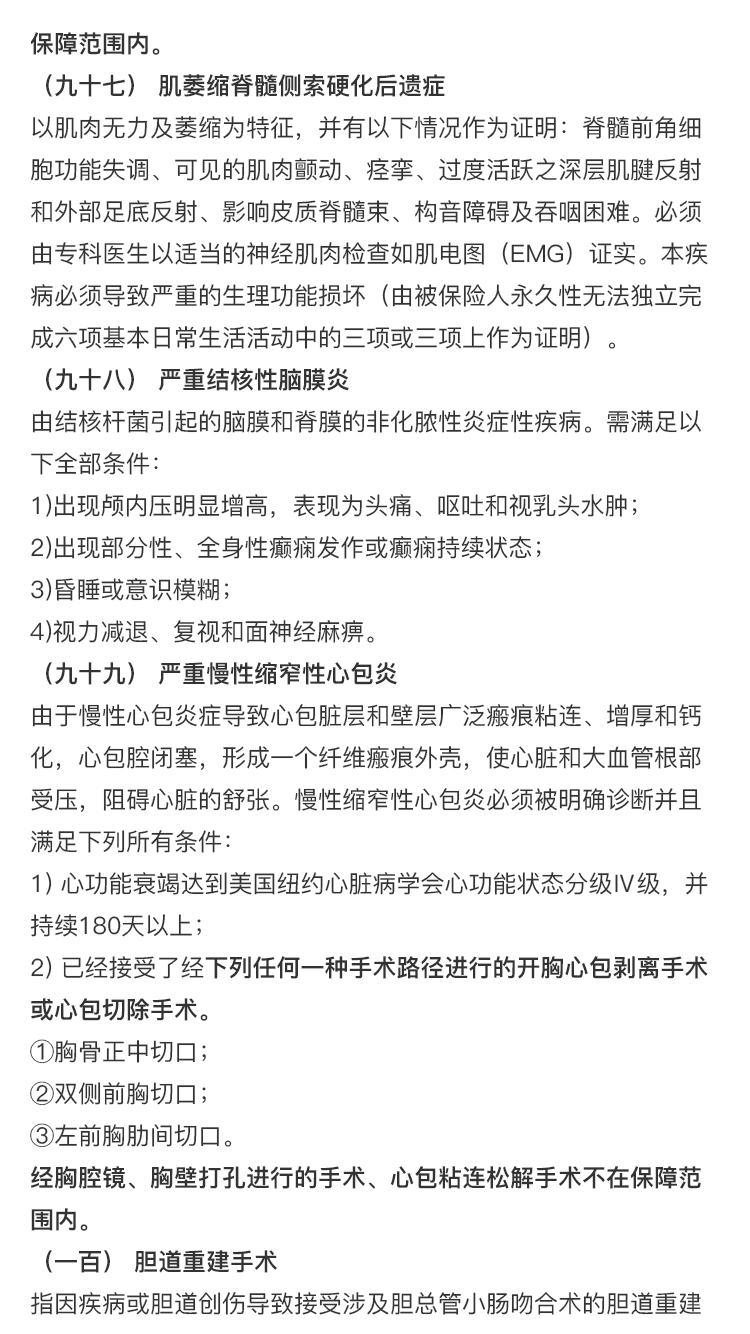 保障范围内。
（九十七） 肌萎缩脊髓侧索硬化后遗症
以肌肉无力及萎缩为特征，并有以下情况作为证明：脊髓前角细
胞功能失调、可见的肌肉颤动、痉挛、过度活跃之深层肌腱反射
和外部足底反射、影响皮质脊髓束、构音障碍及吞咽困难。必须
由专科医生以适当的神经肌肉检查如肌电图（EMG）证实。本疾
病必须导致严重的生理功能损坏（由被保险人永久性无法独立完
成六项基本日常生活活动中的三项或三项上作为证明）。
（九十八） 严重结核性脑膜炎
由结核杆菌引起的脑膜和脊膜的非化脓性炎症性疾病。需满足以
下全部条件：
1)出现颅内压明显增高，表现为头痛、呕吐和视乳头水肿；
2)出现部分性、全身性癫痫发作或癫痫持续状态；
3)昏睡或意识模糊；
4)视力减退、复视和面神经麻痹。
（九十九） 严重慢性缩窄性心包炎
由于慢性心包炎症导致心包脏层和壁层广泛瘢痕粘连、增厚和钙
化，心包腔闭塞，形成一个纤维瘢痕外壳，使心脏和大血管根部
受压，阻碍心脏的舒张。慢性缩窄性心包炎必须被明确诊断并且
满足下列所有条件：
1) 心功能衰竭达到美国纽约心脏病学会心功能状态分级Ⅳ级，并
持续180天以上；
2) 已经接受了经下列任何一种手术路径进行的开胸心包剥离手术
或心包切除手术。
①胸骨正中切口；
②双侧前胸切口；
③左前胸肋间切口。
经胸腔镜、胸壁打孔进行的手术、心包粘连松解手术不在保障范
围内。
（一百） 胆道重建手术
指因疾病或胆道创伤导致接受涉及胆总管小肠吻合术的胆道重建